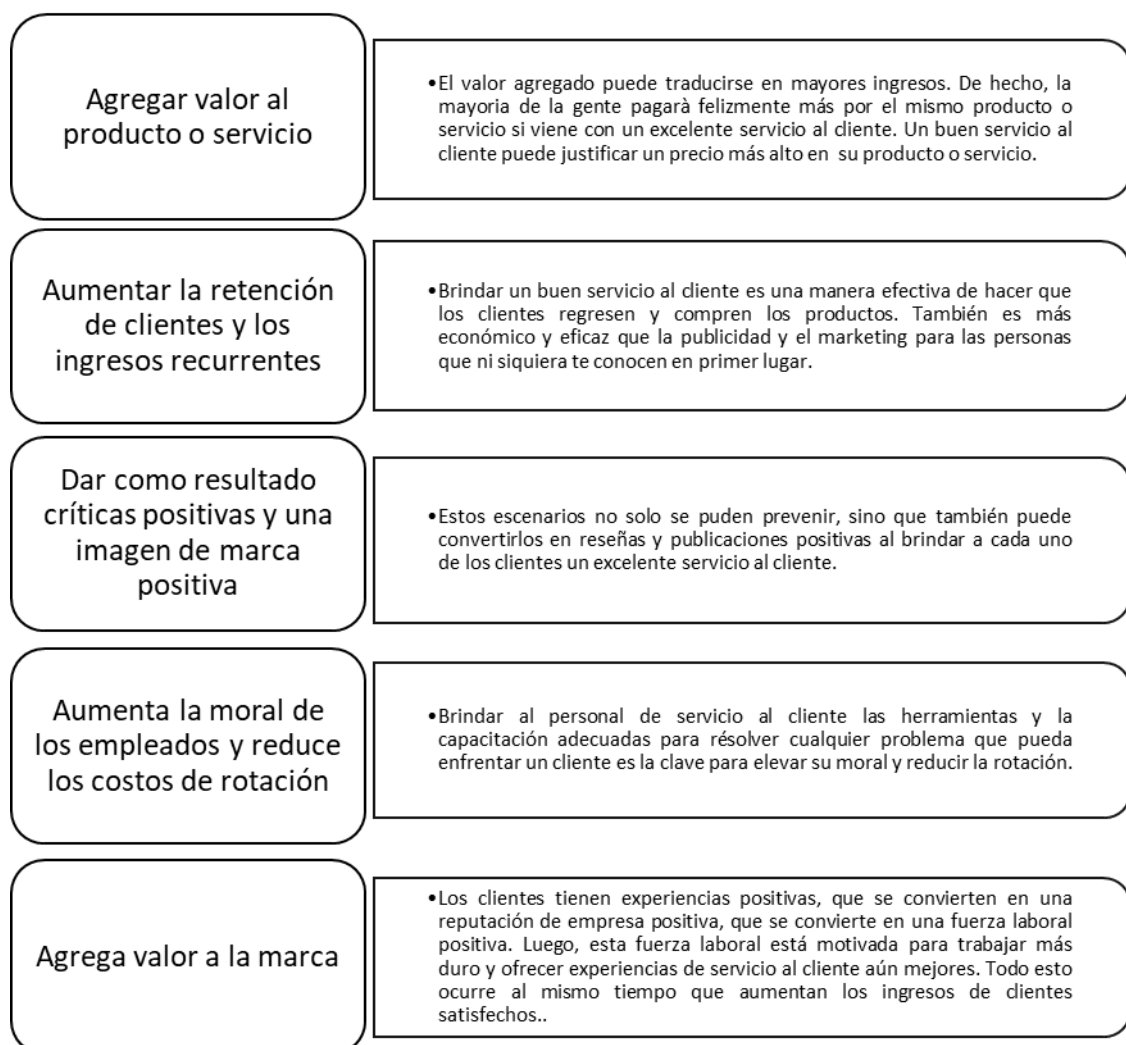 Agregar valor al
producto o servicio
•El valor agregado puede traducirse en mayores ingresos. De hecho, la
mayoria de la gente pagarà felizmente más por el mismo producto o
servicio si viene con un excelente servicio al cliente. Un buen servicio al
cliente puede justificar un precio más alto en su producto o servicio.
Aumentar la retención
de clientes y los
ingresos recurrentes
•Brindar un buen servicio al cliente es una manera efectiva de hacer que
los clientes regresen y compren los productos. También es más
económico y eficaz que la publicidad y el marketing para las personas
que ni siquiera te conocen en primer lugar.
Dar como resultado
críticas positivas y una
imagen de marca
positiva
•Estos escenarios no solo se puden prevenir, sino que también puede
convertirlos en reseñas y publicaciones positivas al brindar a cada uno
de los clientes un excelente servicio al cliente.
Aumenta la moral de
los empleados y reduce
los costos de rotación
•Brindar al personal de servicio al cliente las herramientas y la
capacitación adecuadas para résolver cualquier problema que pueda
enfrentar un cliente es la clave para elevar su moral y reducir la rotación.
Agrega valor a la marca
•Los clientes tienen experiencias positivas, que se convierten en una
reputación de empresa positiva, que se convierte en una fuerza laboral
positiva. Luego, esta fuerza laboral está motivada para trabajar más
duro y ofrecer experiencias de servicio al cliente aún mejores. Todo esto
ocurre al mismo tiempo que aumentan los ingresos de clientes
satisfechos..